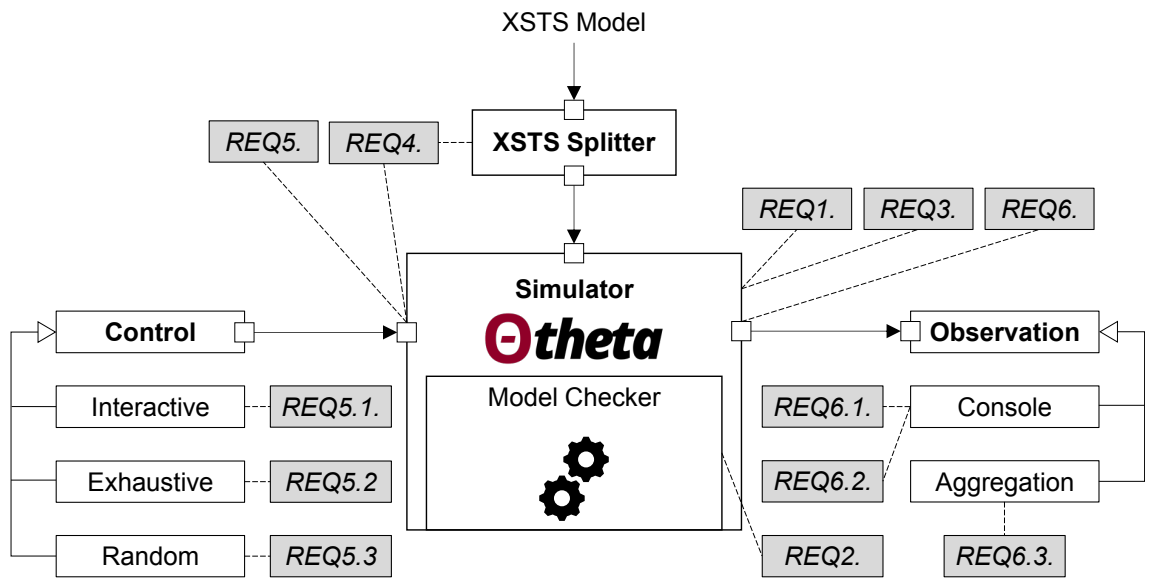 XSTS Model
REQ5.
REQ4.
XSTS Splitter
REQ1.
REQ3.
REQ6.
Simulator
Θtheta
Control
Observation
Model Checker
Interactive
REQ5.1.
REQ6.1.
Console
Exhaustive
REQ5.2
REQ6.2.
Aggregation
Random
REQ5.3
REQ2.
REQ6.3.